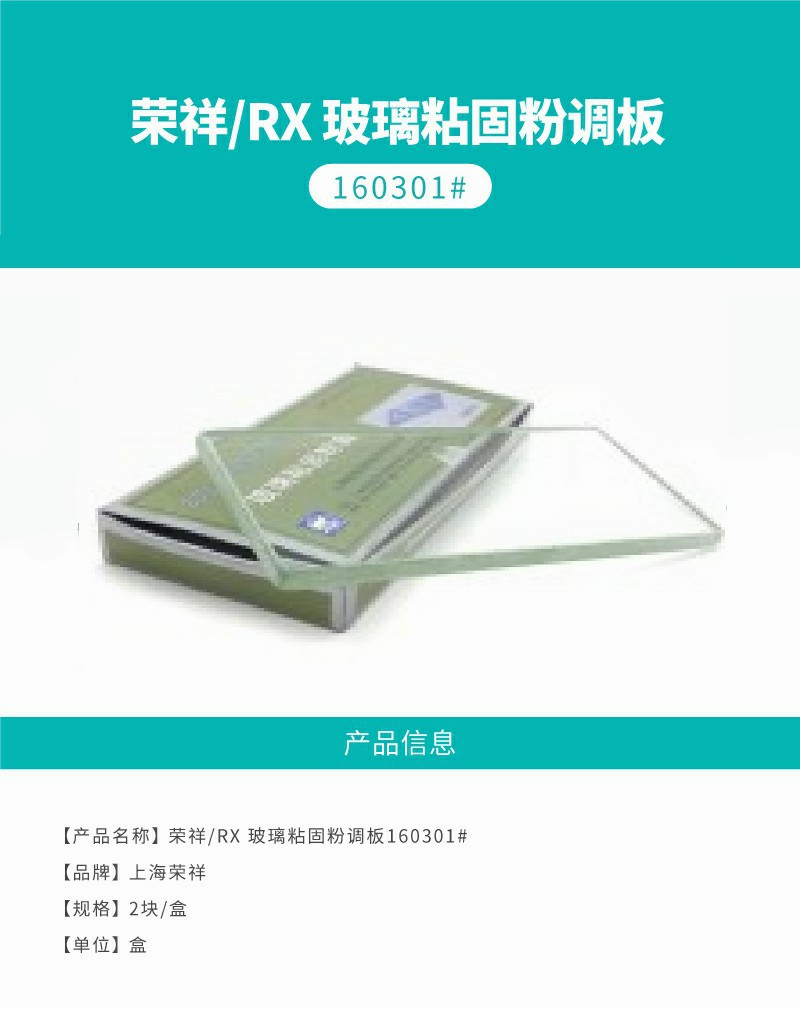 荣祥/RX 玻璃粘固粉调板
160301#
产品信息
【产品名称】荣祥/RX 玻璃粘固粉调板160301#
【品牌】上海荣祥
【规格】2块/盒
【单位】盒